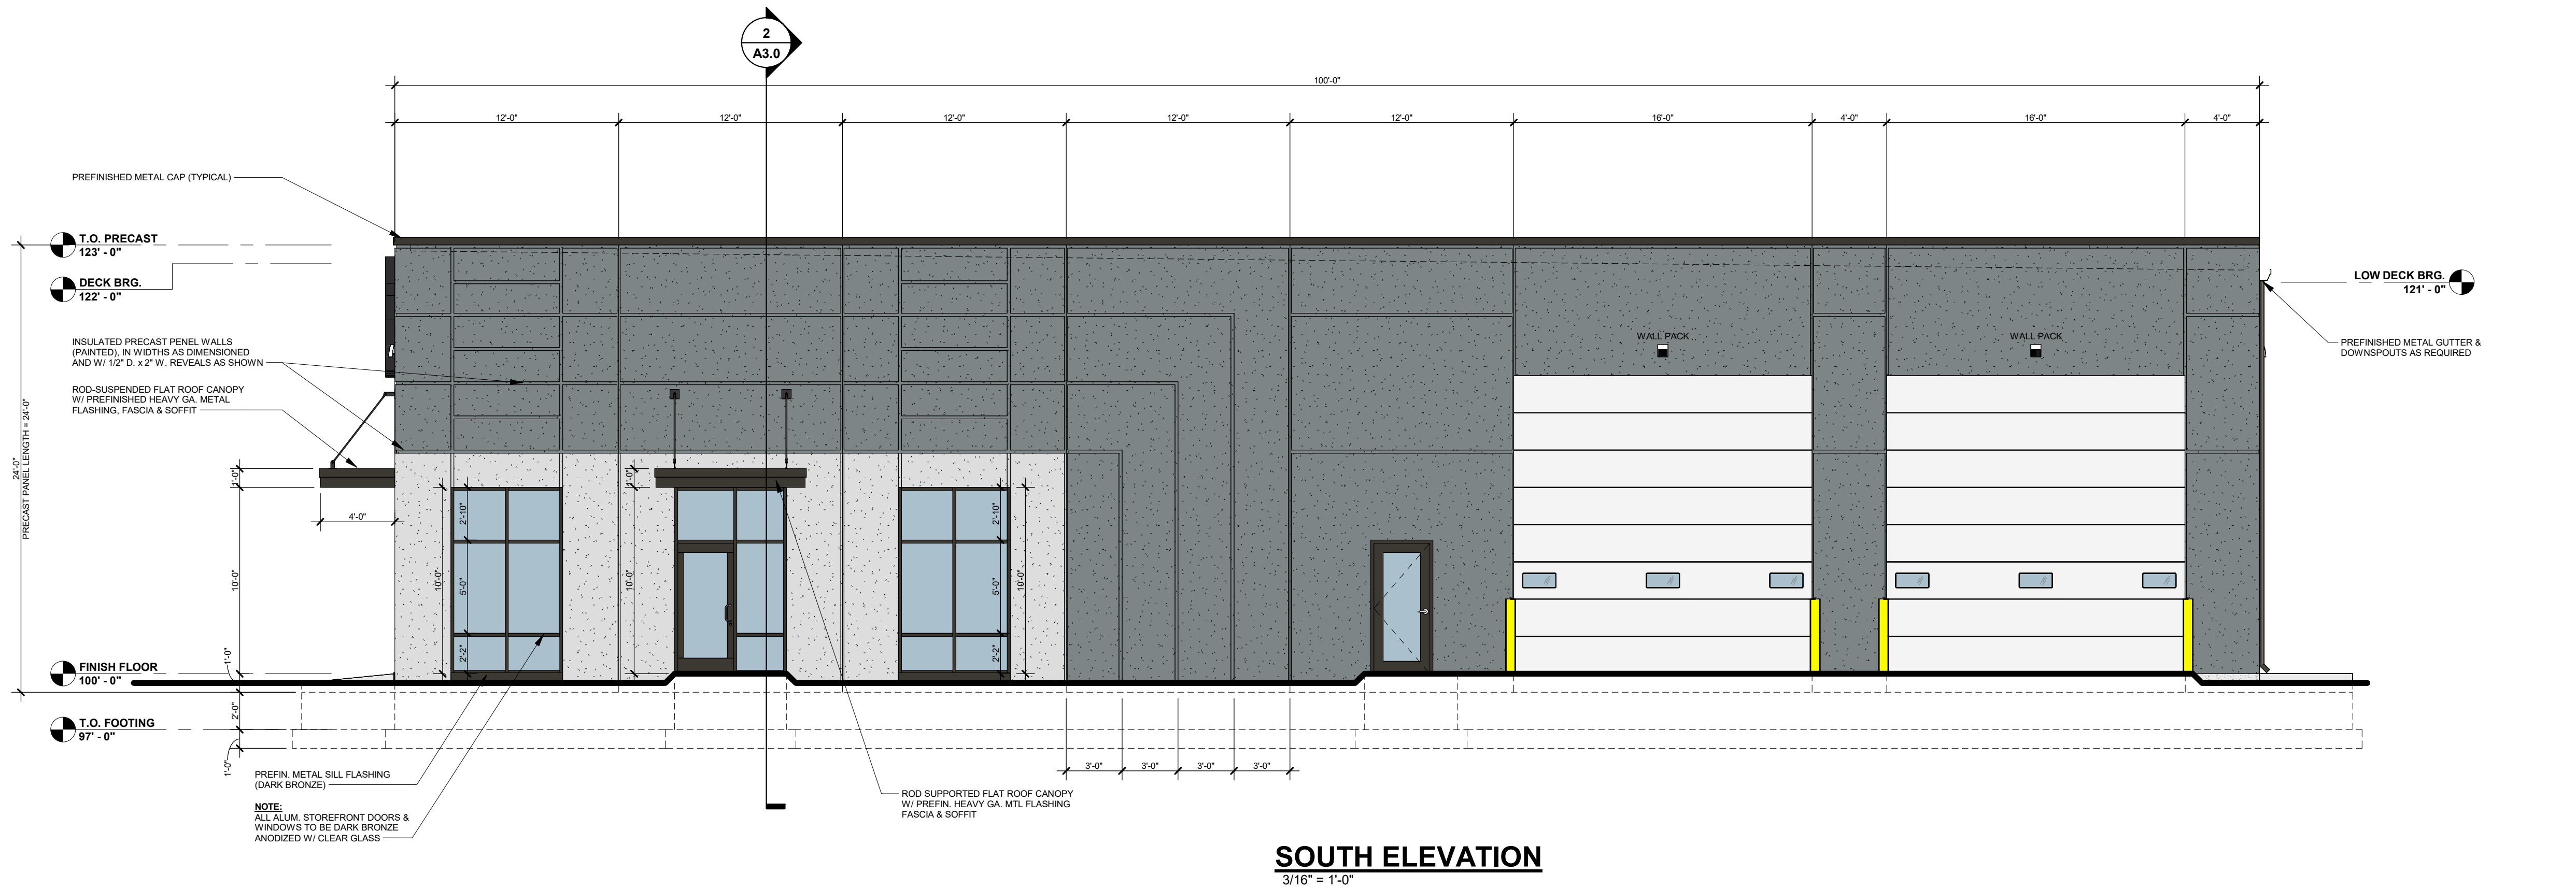 2
A3.0
100'-0"
12'-0"
12'-0"
12'-0"
12'-0"
12'-0"
16'-0"
4'-0"
16'-0"
4'-0"
PREFINISHED METAL CAP (TYPICAL)
T.O. PRECAST
123' - 0"
DECK BRG.
122' - 0"
LOW DECK BRG.
121' - 0"
INSULATED PRECAST PENEL WALLS
(PAINTED), IN WIDTHS AS DIMENSIONED
AND W/ 1/2" D. x 2" W. REVEALS AS SHOWN
ROD-SUSPENDED FLAT ROOF CANOPY
W/ PREFINISHED HEAVY GA. METAL
FLASHING, FASCIA & SOFFIT
WALL PACK
WALL PACK
PREFINISHED METAL GUTTER &
DOWNSPOUTS AS REQUIRED
24'-0"
PRECAST PANEL LENGTH = 24'-0"
1'-0"
4'-0"
10'-0"
1'-0"
2'-0"
1'-0"
10'-0"
2'-10"
5'-0"
2'-2"
1'-0"
10'-0"
2'-10"
5'-0"
2'-2"
10'-0"
FINISH FLOOR
100' - 0"
T.O. FOOTING
97' - 0"
3'-0"
3'-0"
3'-0"
3'-0"
PREFIN. METAL SILL FLASHING
(DARK BRONZE)
NOTE:
ALL ALUM. STOREFRONT DOORS &
WINDOWS TO BE DARK BRONZE
ANODIZED W/ CLEAR GLASS
ROD SUPPORTED FLAT ROOF CANOPY
W/ PREFIN. HEAVY GA. MTL FLASHING
FASCIA & SOFFIT
SOUTH ELEVATION
3/16" = 1'-0"